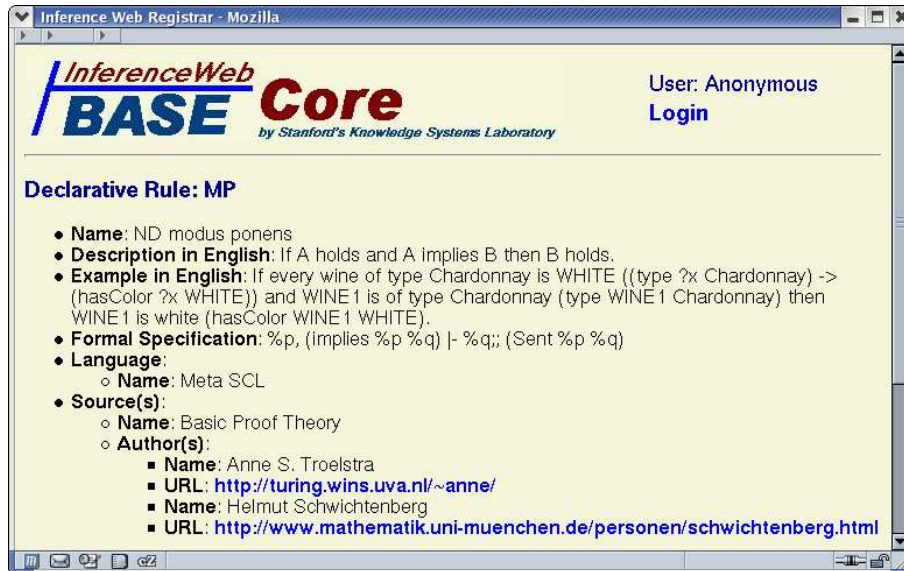 Inference Web Registrar - Mozilla
InferenceWeb
BASE Core
by Stanford's Knowledge Systems Laboratory
User: Anonymous
Login
Declarative Rule: MP
• Name: ND modus ponens
• Description in English: If A holds and A implies B then B holds.
• Example in English: If every wine of type Chardonnay is WHITE ((type ?x Chardonnay) ->
(hasColor ?x WHITE)) and WINE1 is of type Chardonnay (type WINE1 Chardonnay) then
WINE1 is white (hasColor WINE1 WHITE).
• Formal Specification: %p, (implies %p %q) |- %q;; (Sent %p %q)
• Language:
○ Name: Meta SCL
• Source(s):
○ Name: Basic Proof Theory
○ Author(s):
▪ Name: Anne S. Troelstra
▪ URL: http://turing.wins.uva.nl/~anne/
▪ Name: Helmut Schwichtenberg
▪ URL: http://www.mathematik.uni-muenchen.de/personen/schwichtenberg.html